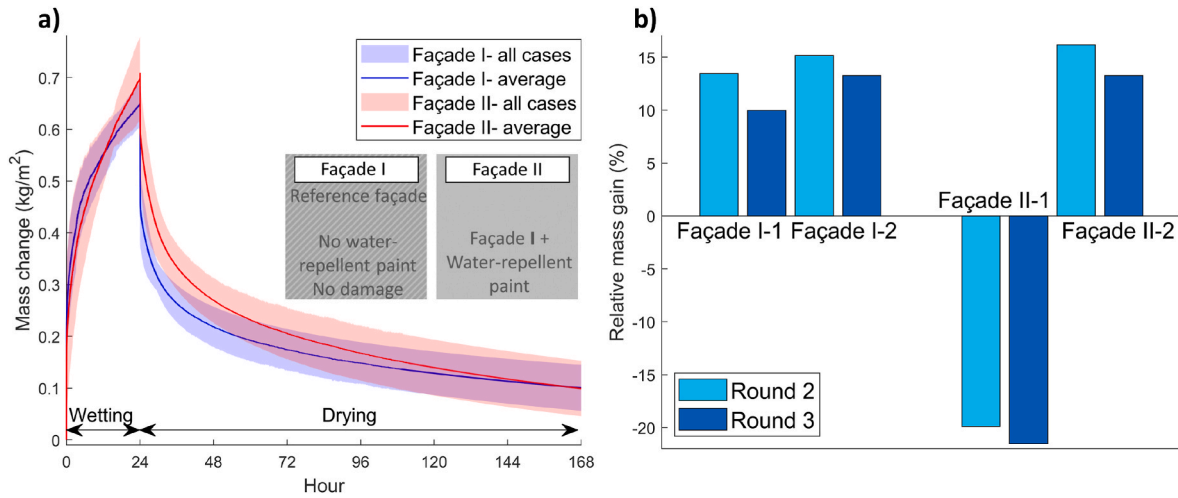 a)
Mass change (kg/m²)
0.7
0.6
0.5
0.4
0.3
0.2
0.1
0
Façade I- all cases
Façade I- average
Façade II- all cases
Façade II- average
Façade I
Reference façade
No water-
repellent paint
No damage
Façade II
Façade I +
Water-repellent
paint
Wetting
Drying
0 24 48 72 96 120 144 168
Hour
b)
Relative mass gain (%)
15
10
5
0
-5
-10
-15
-20
Façade I-1
Façade I-2
Façade II-1
Façade II-2
Round 2
Round 3